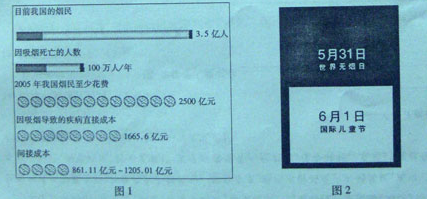 目前我国的烟民
3.5 亿人
因吸烟死亡的人数
100 万人/年
2005 年我国烟民至少花费
2500 亿元
因吸烟导致的疾病直接成本
1665.6 亿元
间接成本
861.11 亿元-1205.01 亿元
图 1
5月31日
世界无烟日
6月1日
国际儿童节
图 2